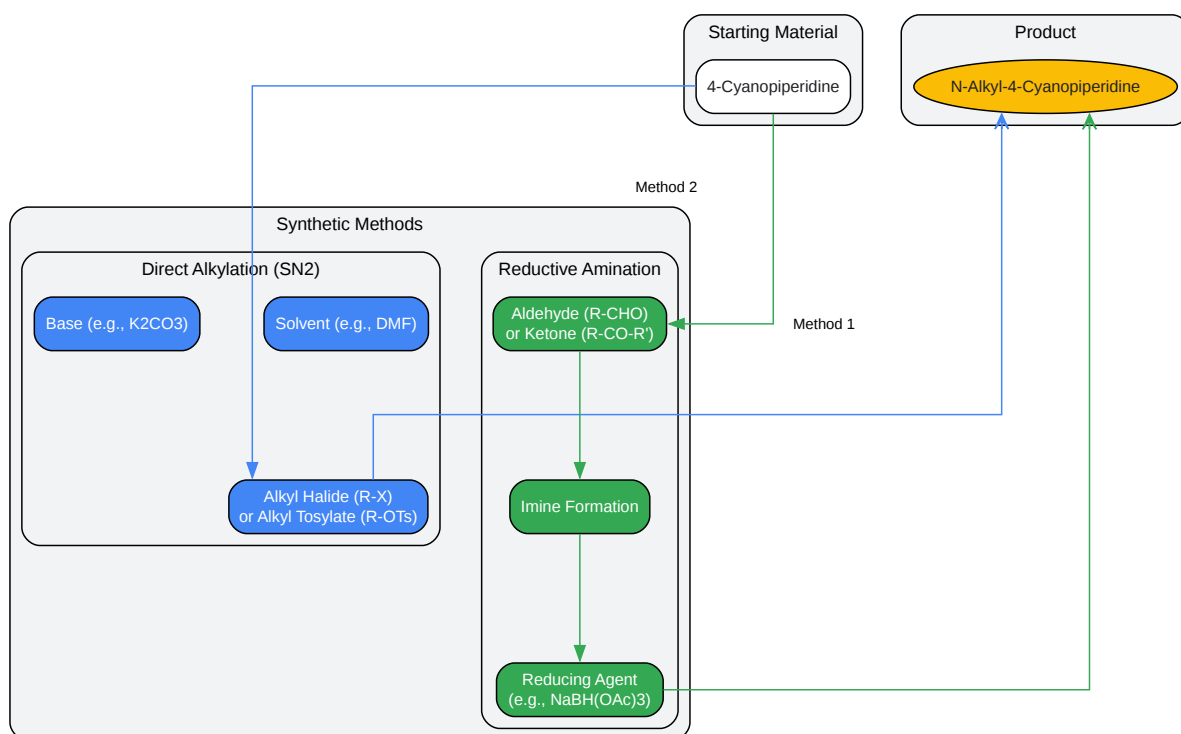 Starting Material
4-Cyanopiperidine
Product
N-Alkyl-4-Cyanopiperidine
Method 2
Method 1
Synthetic Methods
Direct Alkylation (SN2)
Base (e.g., K2CO3)
Solvent (e.g., DMF)
Alkyl Halide (R-X)
or Alkyl Tosylate (R-OTs)
Reductive Amination
Aldehyde (R-CHO)
or Ketone (R-CO-R')
Imine Formation
Reducing Agent
(e.g., NaBH(OAc)3)